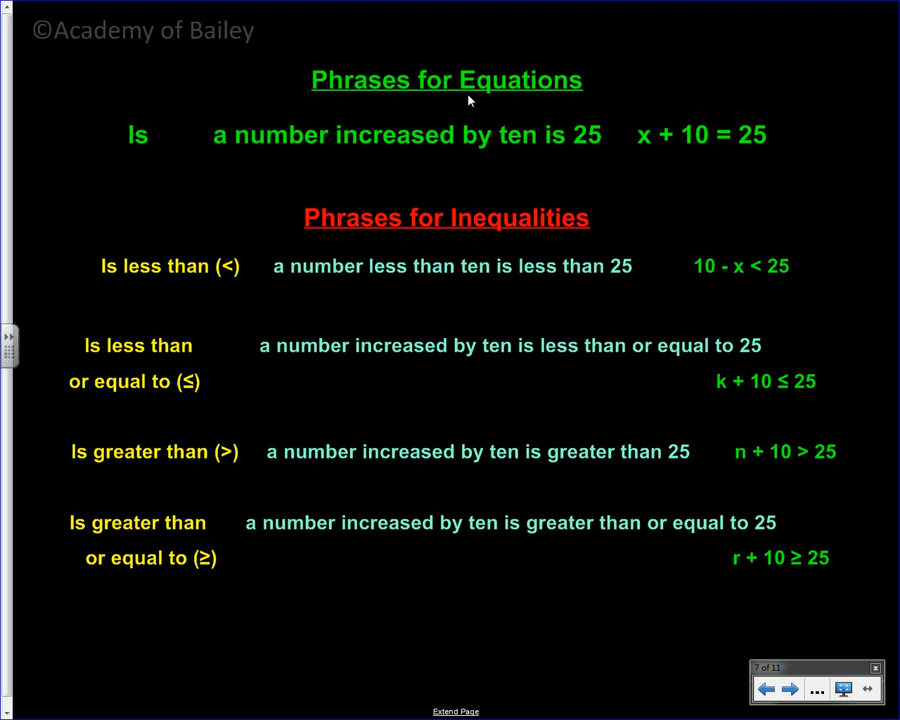 ©Academy of Bailey
Phrases for Equations
Is a number increased by ten is 25 x + 10 = 25
Phrases for Inequalities
Is less than (<) a number less than ten is less than 25 10 - x < 25
Is less than a number increased by ten is less than or equal to 25
or equal to (≤) k + 10 ≤ 25
Is greater than (>) a number increased by ten is greater than 25 n + 10 > 25
Is greater than a number increased by ten is greater than or equal to 25
or equal to (≥) r + 10 ≥ 25
7 of 11
...
Extend Page